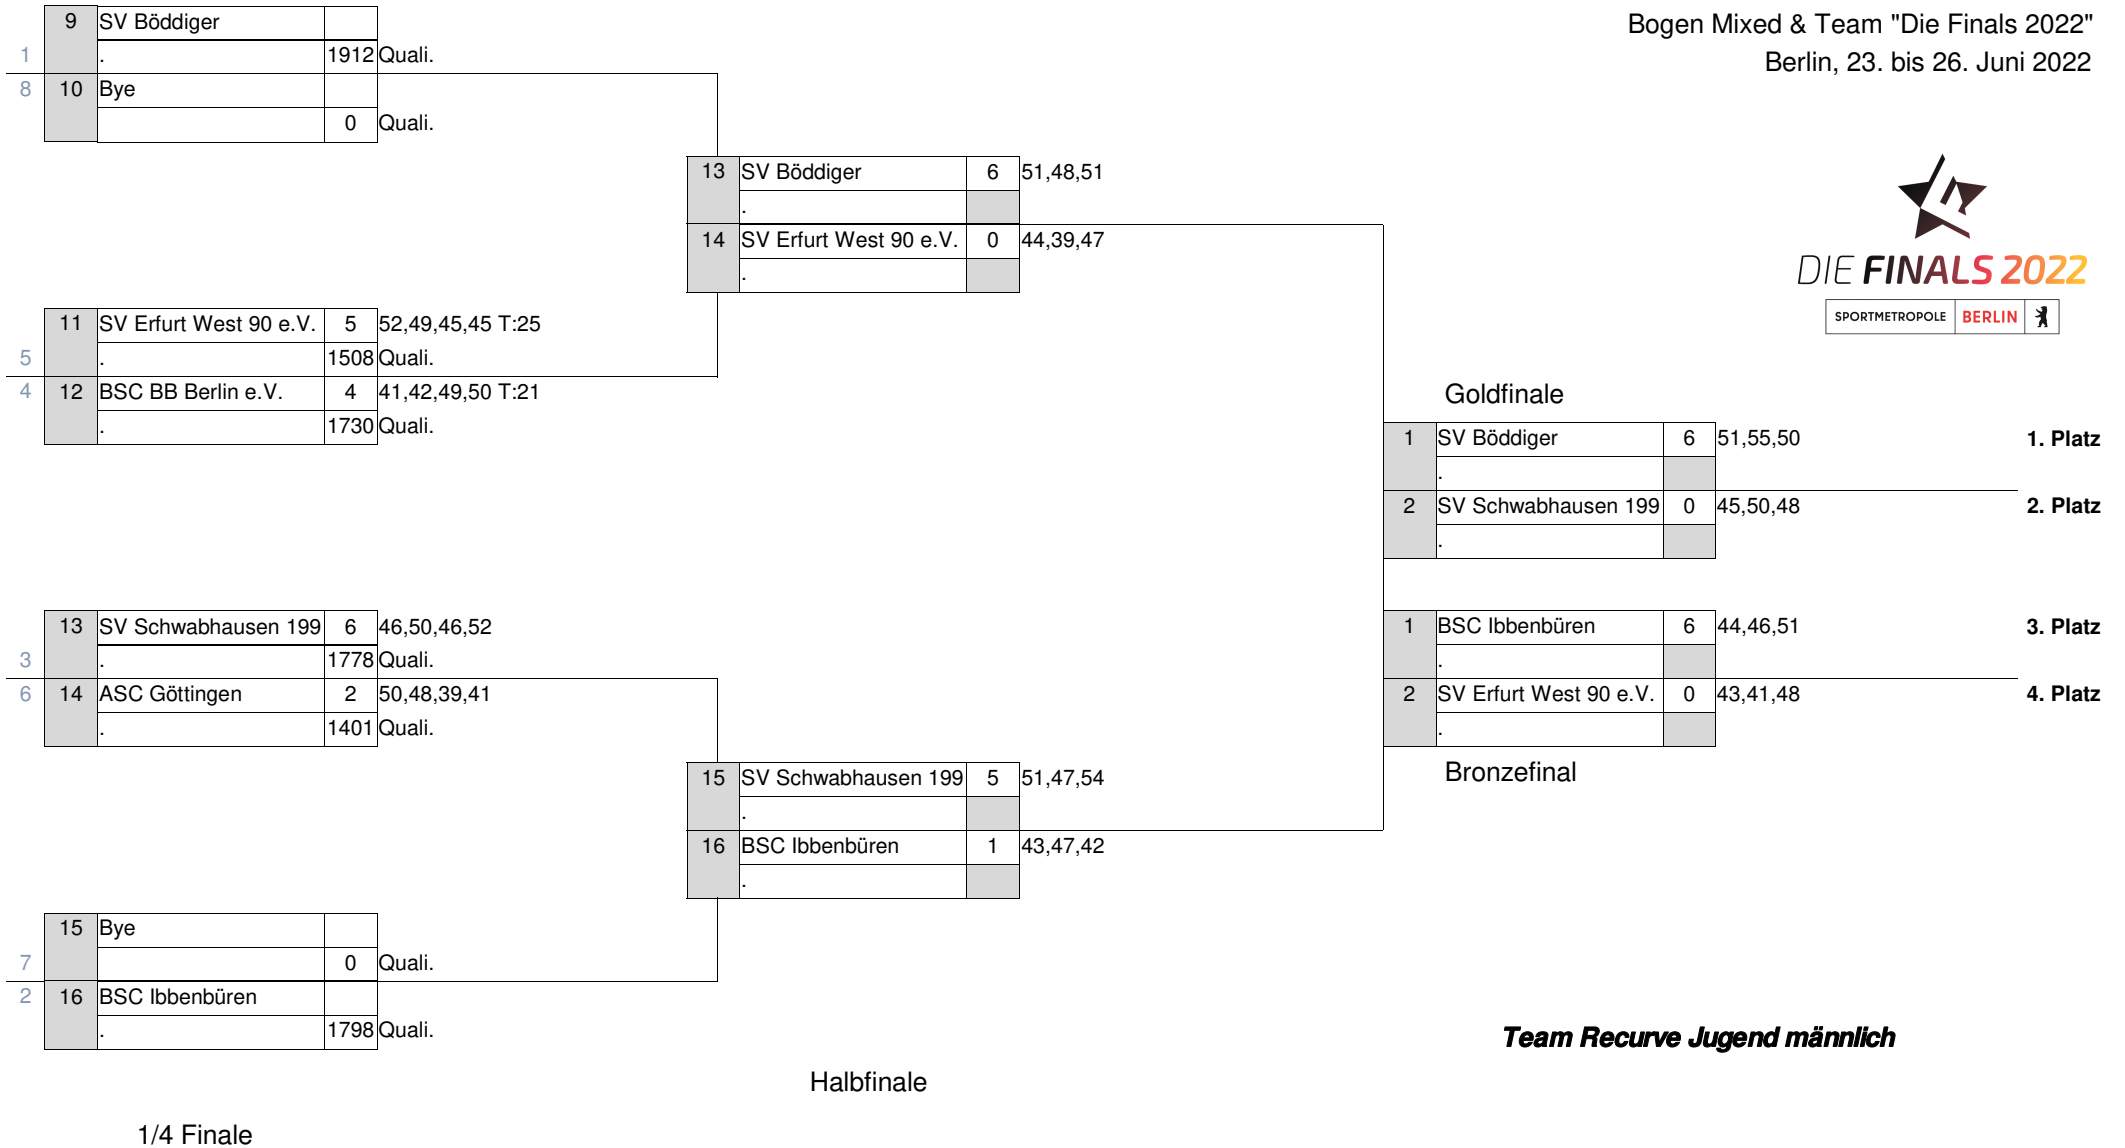 Bogen Mixed & Team "Die Finals 2022"
Berlin, 23. bis 26. Juni 2022
DIE FINALS 2022
SPORTMETROPOLE BERLIN
9 SV Böddiger
1 . 1912 Quali.
8 10 Bye
0 Quali.
11 SV Erfurt West 90 e.V. 5 52,49,45,45 T:25
5 . 1508 Quali.
4 12 BSC BB Berlin e.V. 4 41,42,49,50 T:21
. 1730 Quali.
13 SV Schwabhausen 199 6 46,50,46,52
3 . 1778 Quali.
6 14 ASC Göttingen 2 50,48,39,41
. 1401 Quali.
15 Bye
7 0 Quali.
2 16 BSC Ibbenbüren
. 1798 Quali.
1/4 Finale
13 SV Böddiger 6 51,48,51
.
14 SV Erfurt West 90 e.V. 0 44,39,47
.
15 SV Schwabhausen 199 5 51,47,54
.
16 BSC Ibbenbüren 1 43,47,42
.
Halbfinale
Goldfinale
1 SV Böddiger 6 51,55,50 1. Platz
.
2 SV Schwabhausen 199 0 45,50,48 2. Platz
.
1 BSC Ibbenbüren 6 44,46,51 3. Platz
.
2 SV Erfurt West 90 e.V. 0 43,41,48 4. Platz
.
Bronzefinal
Team Recurve Jugend männlich